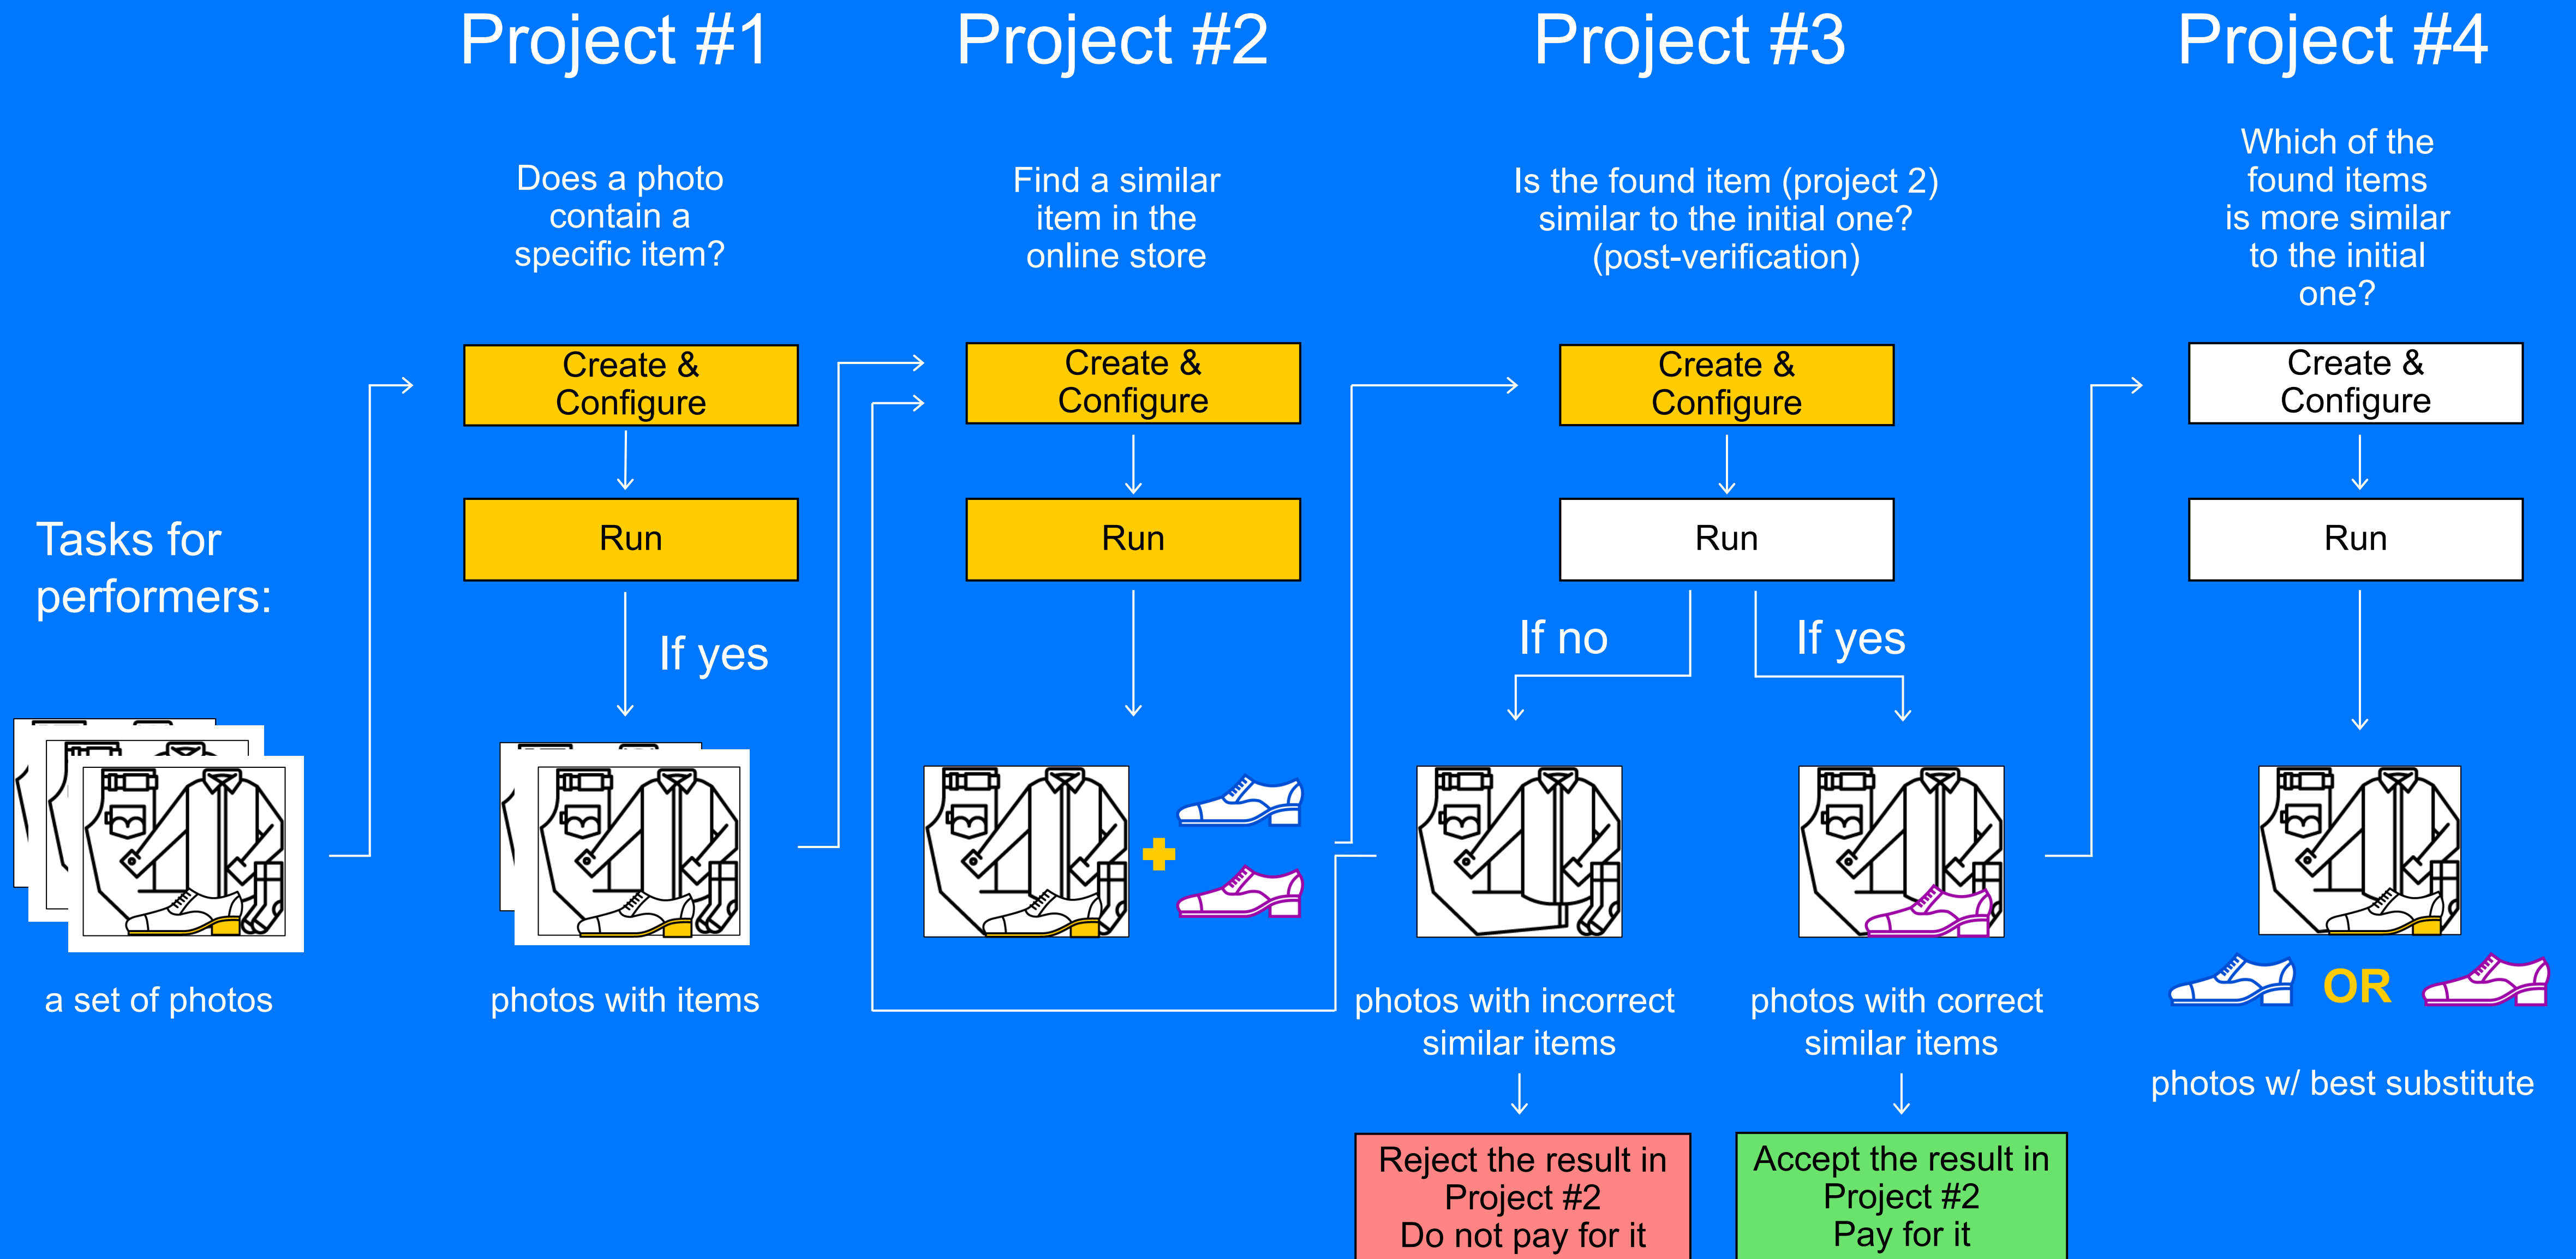 Project #1
Project #2
Project #3
Project #4
Does a photo
contain a
specific item?
Find a similar
item in the
online store
Is the found item (project 2)
similar to the initial one?
(post-verification)
Which of the
found items
is more similar
to the initial
one?
Create &
Configure
Create &
Configure
Create &
Configure
Create &
Configure
Tasks for
performers:
Run
Run
Run
Run
If yes
If no
If yes
a set of photos
photos with items
photos with incorrect
similar items
photos with correct
similar items
OR
photos w/ best substitute
Reject the result in
Project #2
Do not pay for it
Accept the result in
Project #2
Pay for it